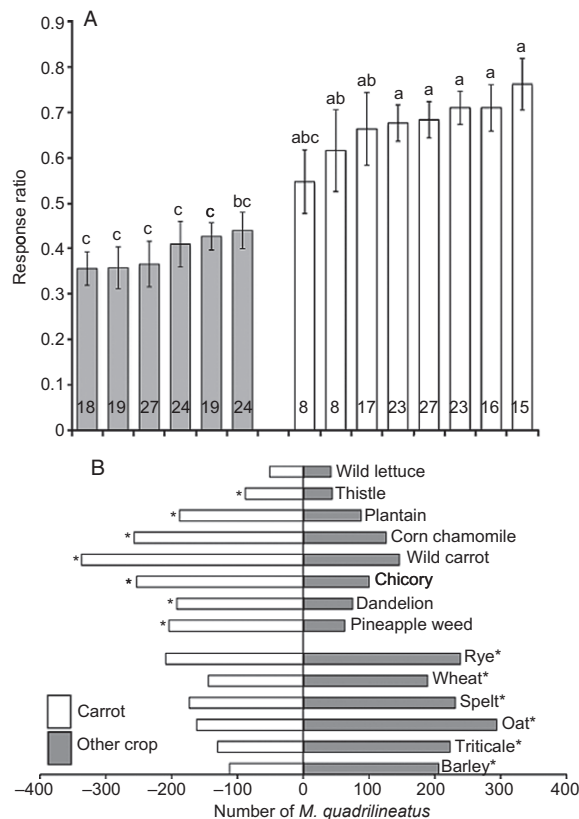 A
0.9
0.8
0.7
0.6
0.5
0.4
0.3
0.2
0.1
0
Response ratio
c c c c c bc abc ab ab a a a a a
18 19 27 24 19 24 8 8 17 23 27 23 16 15
B
Wild lettuce
* Thistle
* Plantain
* Corn chamomile
* Wild carrot
* Chicory
* Dandelion
* Pineapple weed
Rye*
Wheat*
Spelt*
Oat*
Triticale*
Barley*
Carrot
Other crop
–400 –300 –200 –100 0 100 200 300 400
Number of M. quadrilineatus